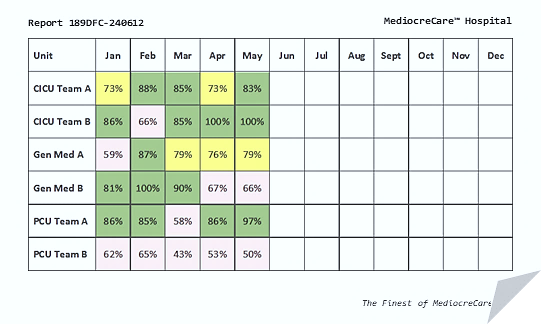 Report 189DFC-240612 MediocreCare™ Hospital
Unit Jan Feb Mar Apr May Jun Jul Aug Sept Oct Nov Dec
CICU Team A 73% 88% 85% 73% 83%
CICU Team B 86% 66% 85% 100% 100%
Gen Med A 59% 87% 79% 76% 79%
Gen Med B 81% 100% 90% 67% 66%
PCU Team A 86% 85% 58% 86% 97%
PCU Team B 62% 65% 43% 53% 50%
The Finest of MediocreCare